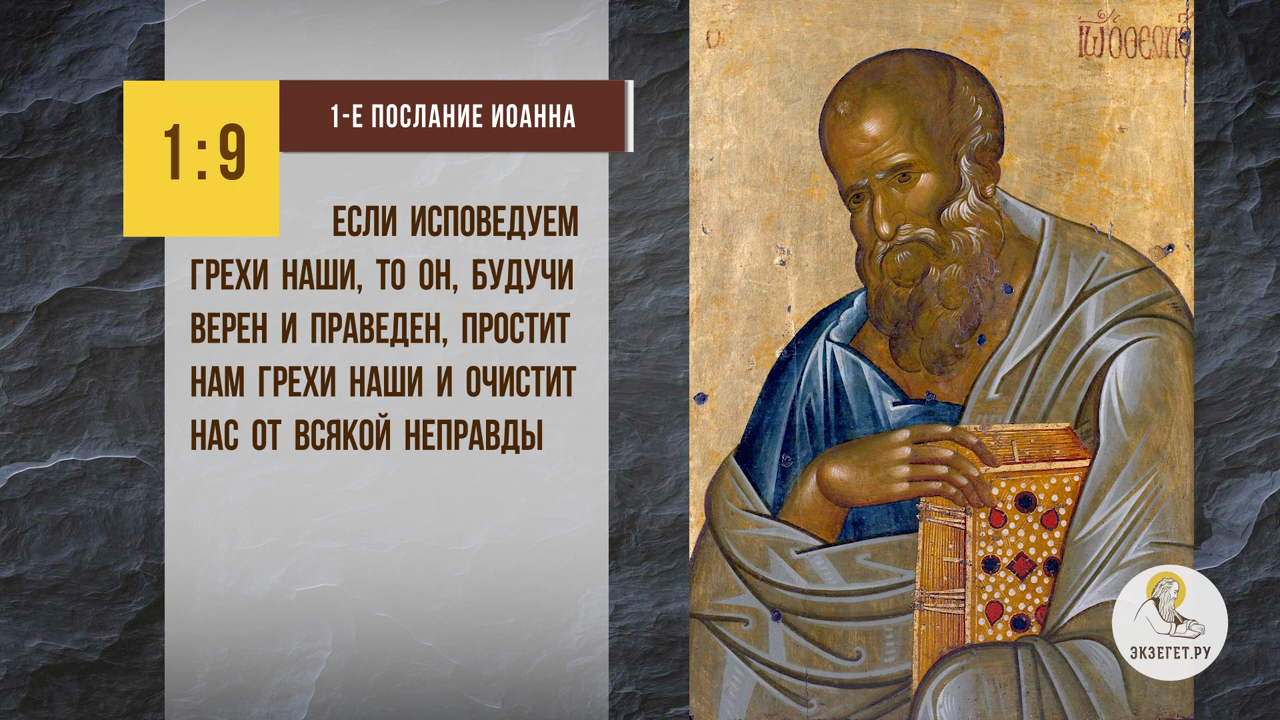 1:9
1-Е ПОСЛАНИЕ ИОАННА
ЕСЛИ ИСПОВЕДУЕМ
ГРЕХИ НАШИ, ТО ОН, БУДУЧИ
ВЕРЕН И ПРАВЕДЕН, ПРОСТИТ
НАМ ГРЕХИ НАШИ И ОЧИСТИТ
НАС ОТ ВСЯКОЙ НЕПРАВДЫ
ЭКЗЕГЕТ.РУ